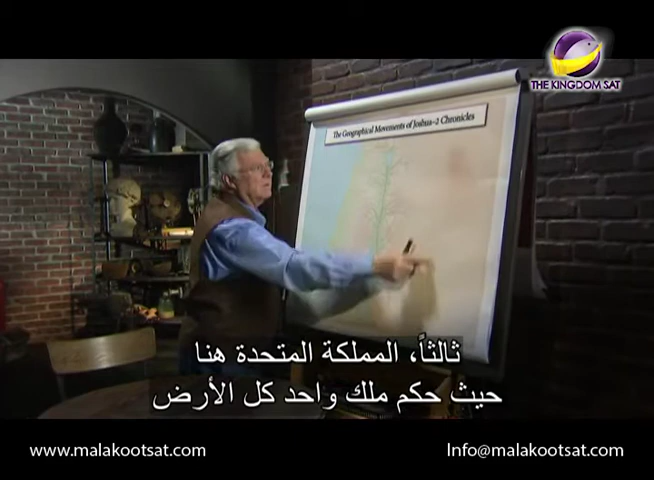 THE KINGDOM SAT
The Geographical Movements of Joshua–2 Chronicles
ثالثاً، المملكة المتحدة هنا
حيث حكم ملك واحد كل الأرض
www.malakootsat.com
Info@malakootsat.com